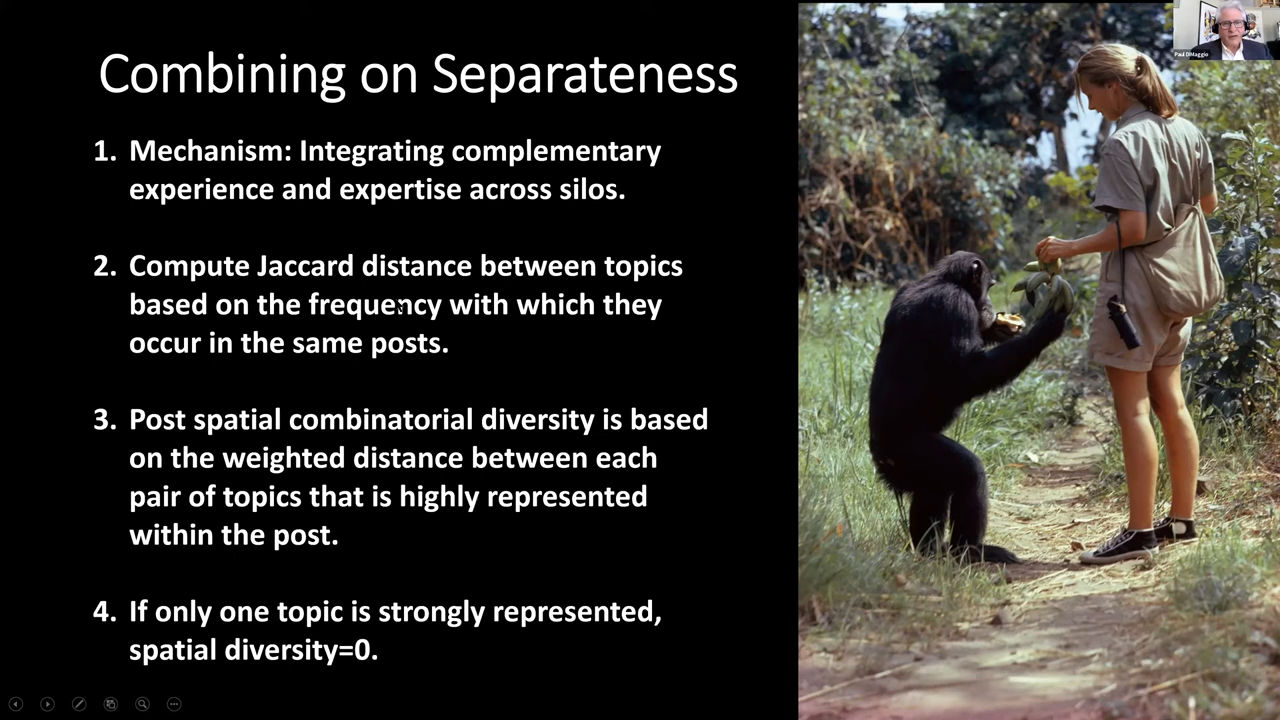 Combining on Separateness
1. Mechanism: Integrating complementary
experience and expertise across silos.
2. Compute Jaccard distance between topics
based on the frequency with which they
occur in the same posts.
3. Post spatial combinatorial diversity is based
on the weighted distance between each
pair of topics that is highly represented
within the post.
4. If only one topic is strongly represented,
spatial diversity=0.
Paul DiMaggio